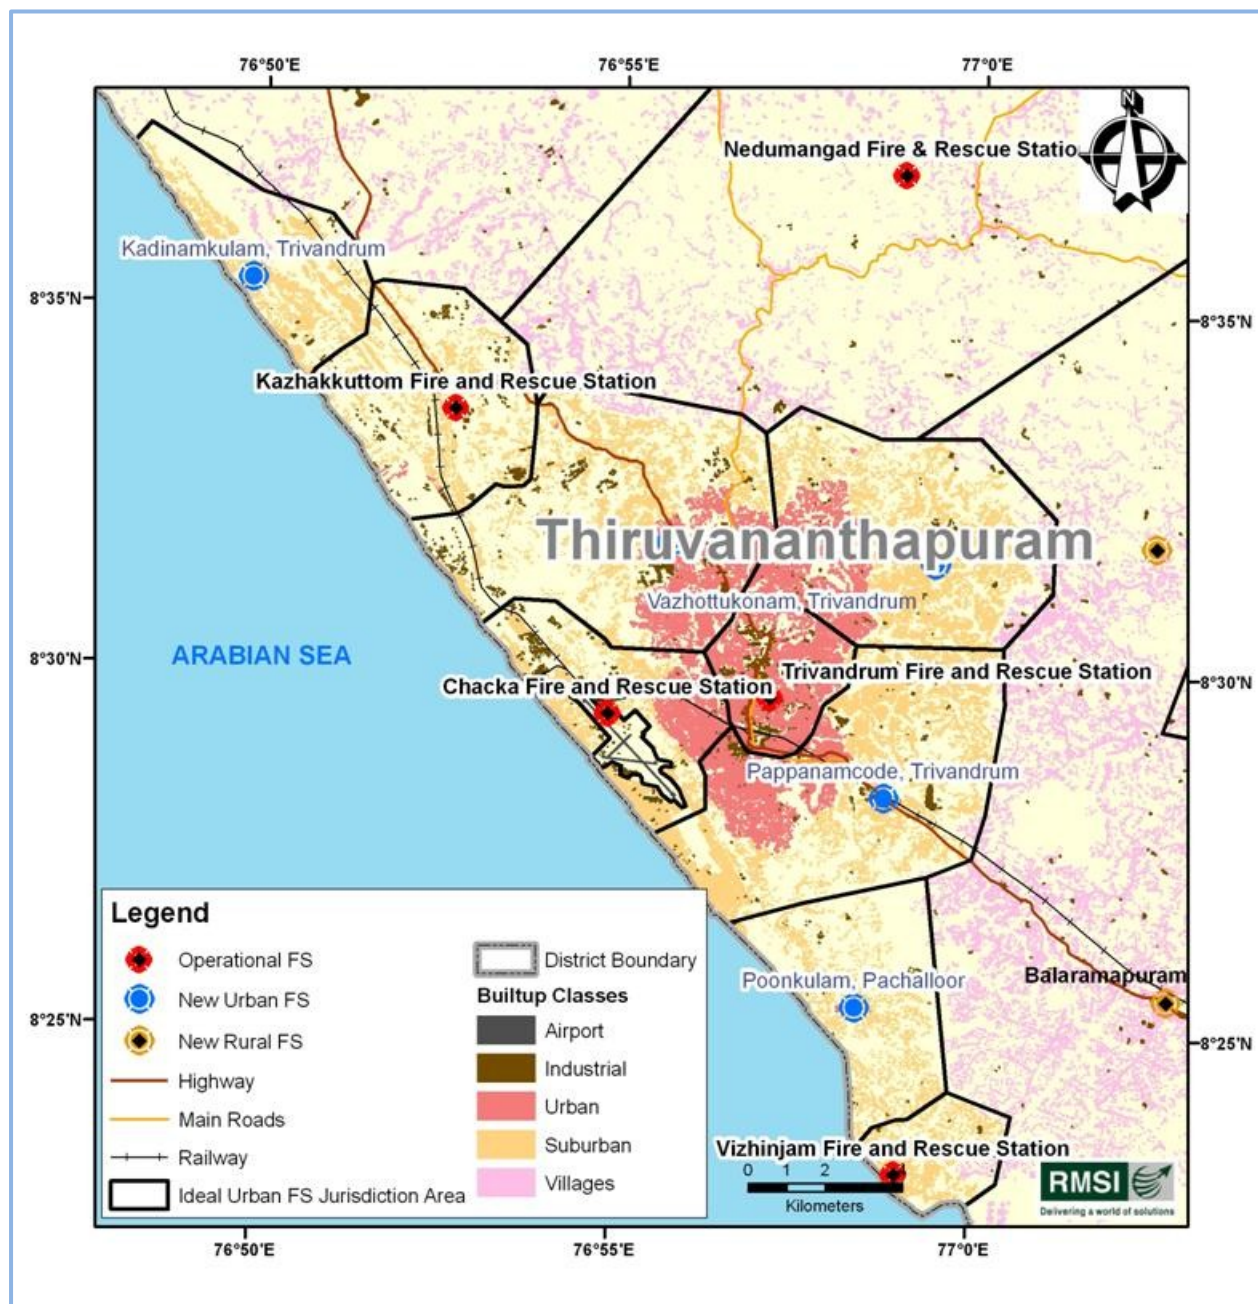 76°50'E 76°55'E 77°0'E
N
Nedumangad Fire & Rescue Statio
Kadinamkulam, Trivandrum
8°35'N 8°35'N
Kazhakkuttom Fire and Rescue Station
Thiruvananthapuram
Vazhottukonam, Trivandrum
ARABIAN SEA
8°30'N 8°30'N
Trivandrum Fire and Rescue Station
Chacka Fire and Rescue Station
Pappanamcode, Trivandrum
Balaramapuram
Poonkulam, Pachalloor
8°25'N 8°25'N
Vizhinjam Fire and Rescue Station
0 1 2
Kilometers
RMSI
Delivering a world of solutions
Legend
Operational FS
New Urban FS
New Rural FS
Highway
Main Roads
Railway
Ideal Urban FS Jurisdiction Area
District Boundary
Builtup Classes
Airport
Industrial
Urban
Suburban
Villages
76°50'E 76°55'E 77°0'E